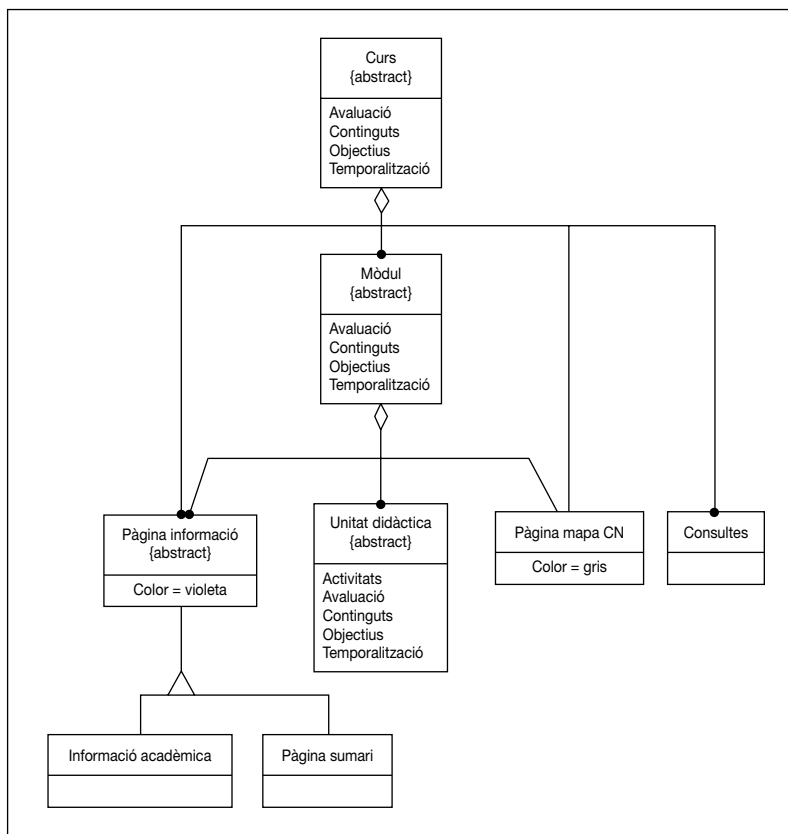 Curs
{abstract}
Avaluació
Continguts
Objectius
Temporalització
Mòdul
{abstract}
Avaluació
Continguts
Objectius
Temporalització
Pàgina informació
{abstract}
Color = violeta
Unitat didàctica
{abstract}
Activitats
Avaluació
Continguts
Objectius
Temporalització
Pàgina mapa CN
Color = gris
Consultes
Informació acadèmica
Pàgina sumari